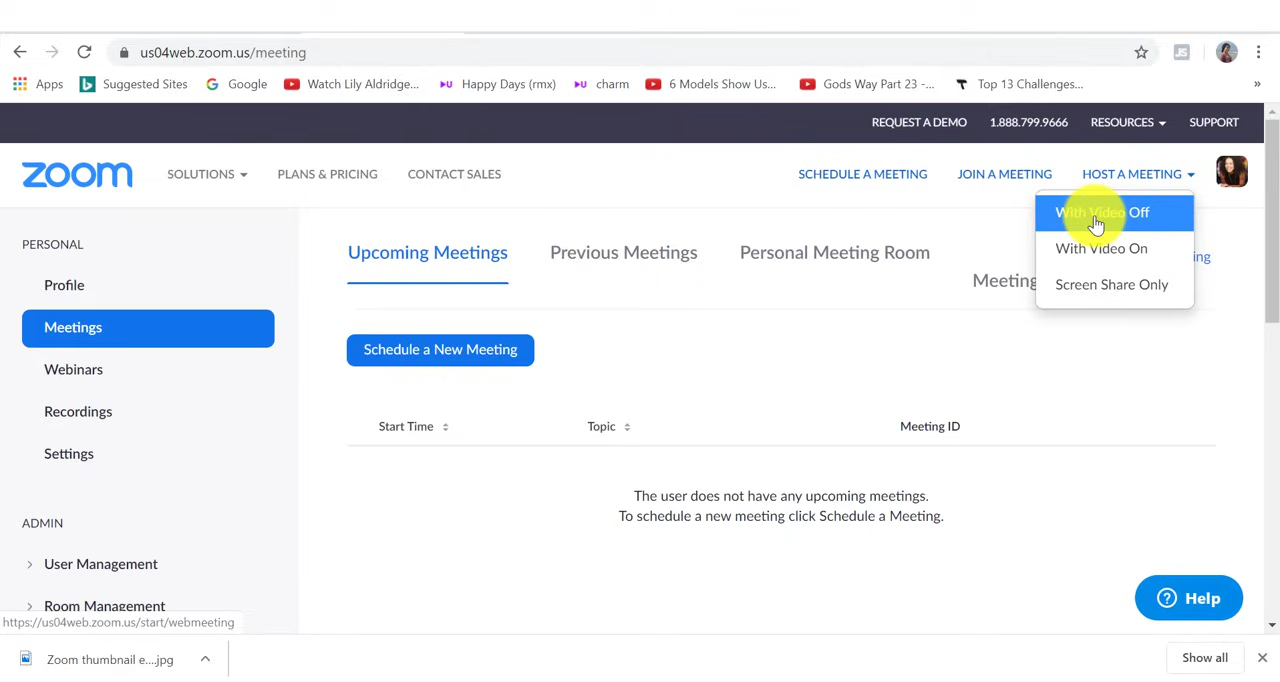 us04web.zoom.us/meeting
JS
Apps
Suggested Sites
Google
Watch Lily Aldridge...
Happy Days (rmx)
charm
6 Models Show Us...
Gods Way Part 23 -...
Top 13 Challenges...
»
REQUEST A DEMO 1.888.799.9666 RESOURCES SUPPORT
zoom SOLUTIONS PLANS & PRICING CONTACT SALES SCHEDULE A MEETING JOIN A MEETING HOST A MEETING
With Video Off
With Video On
Screen Share Only
PERSONAL
Profile
Meetings
Webinars
Recordings
Settings
ADMIN
User Management
Room Management
Upcoming Meetings Previous Meetings Personal Meeting Room
Meeting
ing
Schedule a New Meeting
Start Time Topic Meeting ID
The user does not have any upcoming meetings.
To schedule a new meeting click Schedule a Meeting.
Help
https://us04web.zoom.us/start/webmeeting
Zoom thumbnail e....jpg
Show all